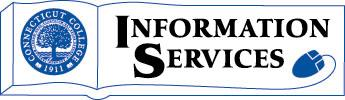 CONNECTICUT COLLEGE
1911
INFORMATION
SERVICES